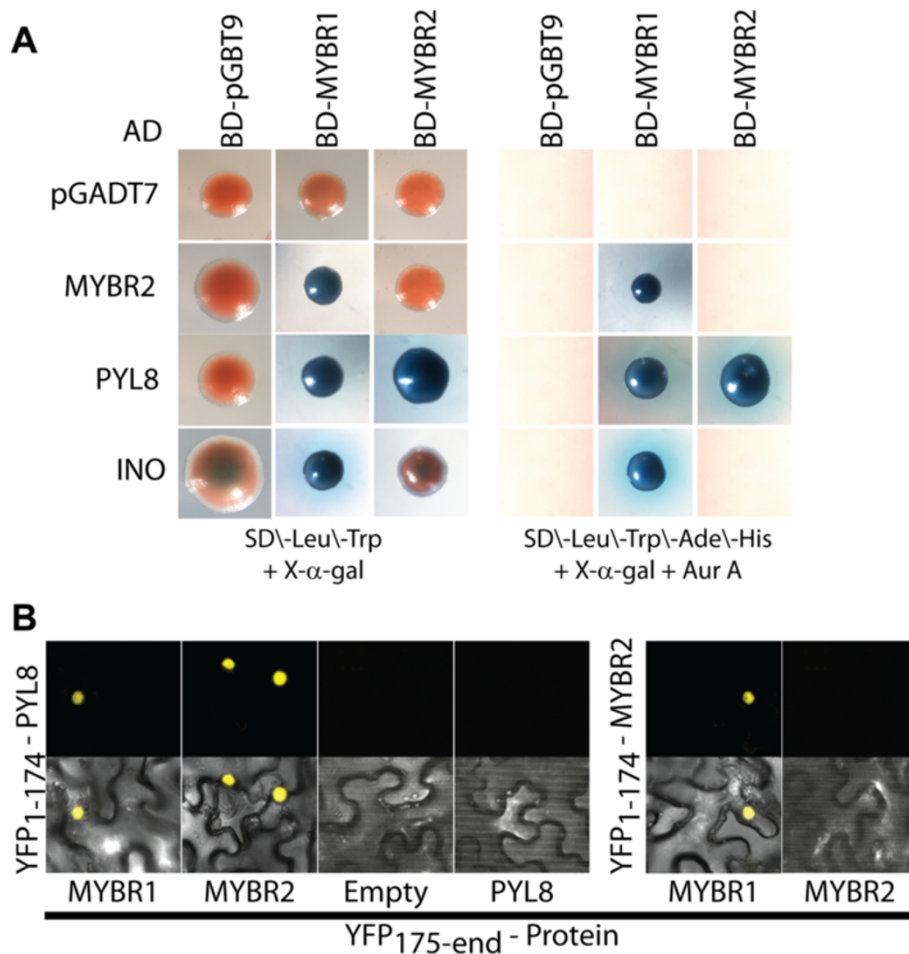 A
AD
BD-pGBT9
BD-MYBR1
BD-MYBR2
BD-pGBT9
BD-MYBR1
BD-MYBR2
pGADT7
MYBR2
PYL8
INO
SD\-Leu\-Trp
+ X-α-gal
SD\-Leu\-Trp\-Ade\-His
+ X-α-gal + Aur A
B
YFP1-174 - PYL8
YFP1-174 - MYBR2
MYBR1
MYBR2
Empty
PYL8
MYBR1
MYBR2
YFP175-end - Protein